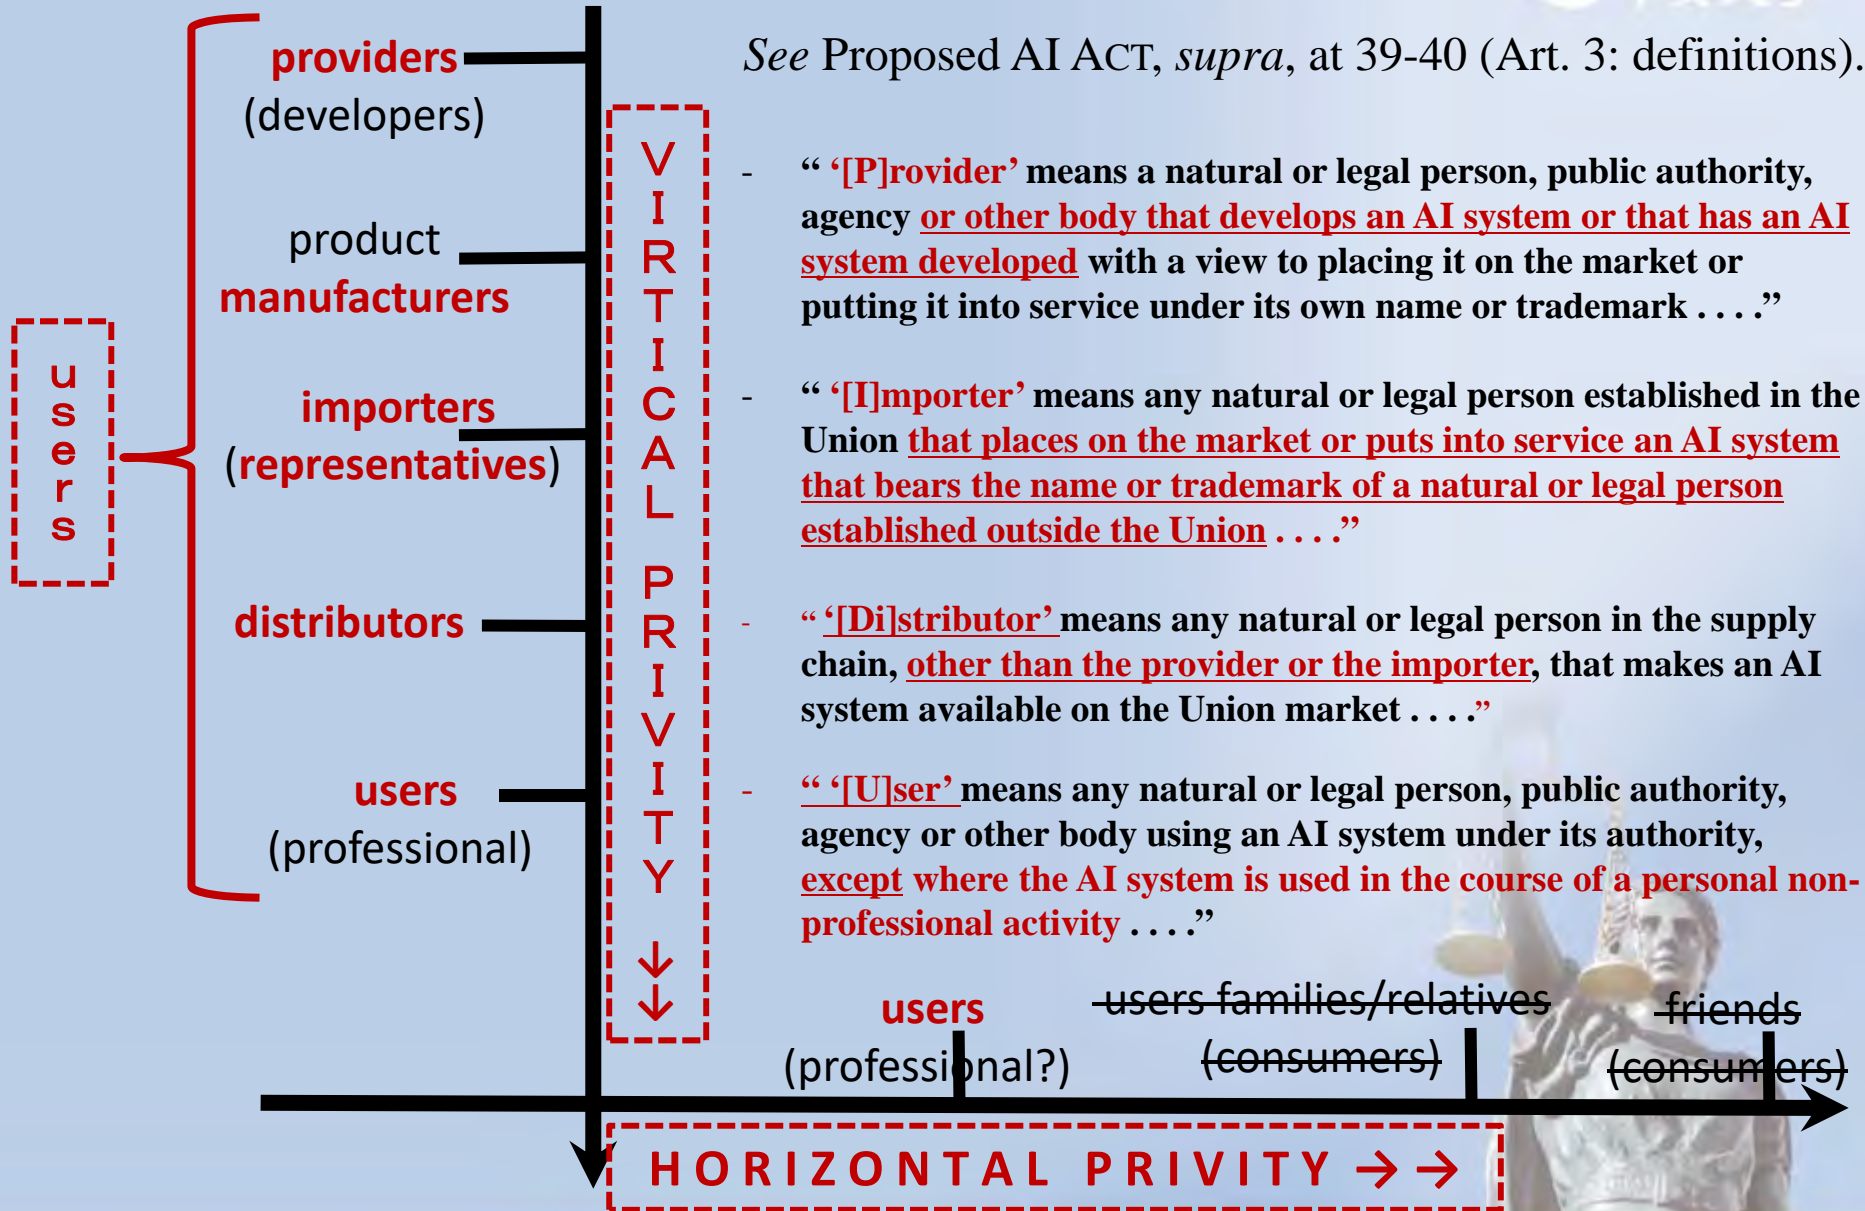 See Proposed AI ACT, supra, at 39-40 (Art. 3: definitions).
providers
(developers)
product
manufacturers
importers
(representatives)
distributors
users
(professional)
users
VIRTICAL PRIVITY ↓↓
- “ ‘[P]rovider’ means a natural or legal person, public authority,
agency or other body that develops an AI system or that has an AI
system developed with a view to placing it on the market or
putting it into service under its own name or trademark . . . .”
- “ ‘[I]mporter’ means any natural or legal person established in the
Union that places on the market or puts into service an AI system
that bears the name or trademark of a natural or legal person
established outside the Union . . . .”
- “ ‘[Di]stributor’ means any natural or legal person in the supply
chain, other than the provider or the importer, that makes an AI
system available on the Union market . . . .”
- “ ‘[U]ser’ means any natural or legal person, public authority,
agency or other body using an AI system under its authority,
except where the AI system is used in the course of a personal non-
professional activity . . . .”
users
(professional?)
users families/relatives
(consumers)
friends
(consumers)
HORIZONTAL PRIVITY → →